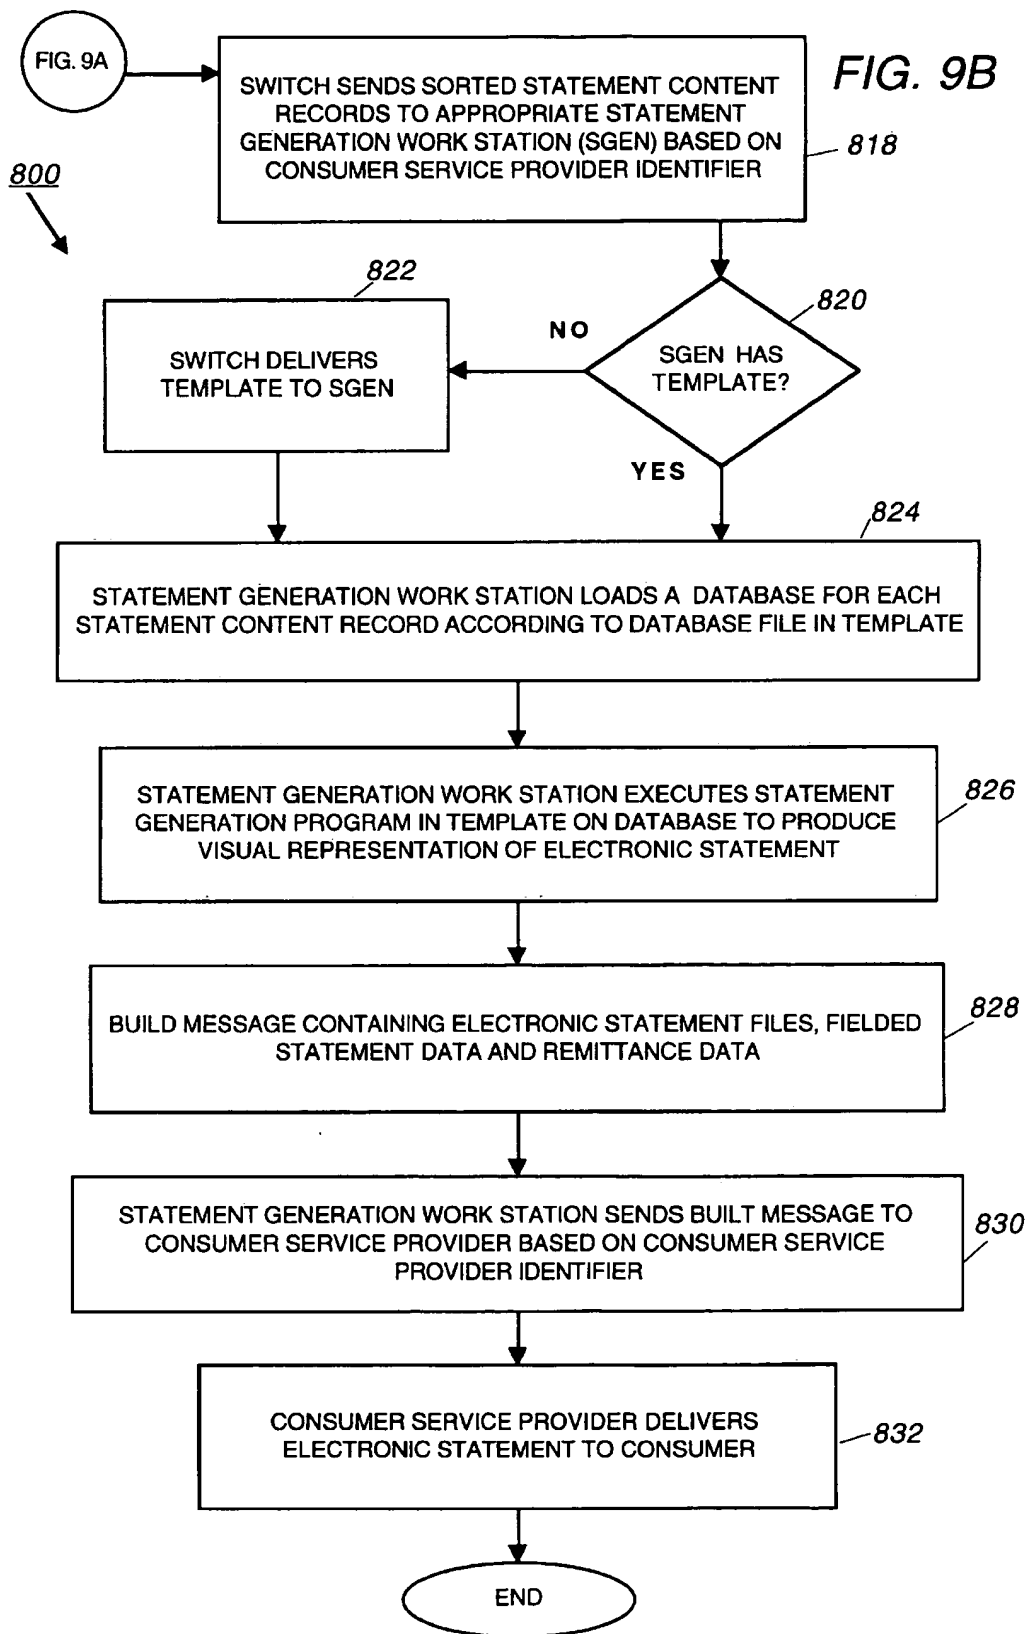 FIG. 9A
FIG. 9B
SWITCH SENDS SORTED STATEMENT CONTENT
RECORDS TO APPROPRIATE STATEMENT
GENERATION WORK STATION (SGEN) BASED ON
CONSUMER SERVICE PROVIDER IDENTIFIER
818
800
822
820
NO
SWITCH DELIVERS
TEMPLATE TO SGEN
SGEN HAS
TEMPLATE?
YES
824
STATEMENT GENERATION WORK STATION LOADS A DATABASE FOR EACH
STATEMENT CONTENT RECORD ACCORDING TO DATABASE FILE IN TEMPLATE
STATEMENT GENERATION WORK STATION EXECUTES STATEMENT
GENERATION PROGRAM IN TEMPLATE ON DATABASE TO PRODUCE
VISUAL REPRESENTATION OF ELECTRONIC STATEMENT
826
BUILD MESSAGE CONTAINING ELECTRONIC STATEMENT FILES, FIELDED
STATEMENT DATA AND REMITTANCE DATA
828
STATEMENT GENERATION WORK STATION SENDS BUILT MESSAGE TO
CONSUMER SERVICE PROVIDER BASED ON CONSUMER SERVICE
PROVIDER IDENTIFIER
830
CONSUMER SERVICE PROVIDER DELIVERS
ELECTRONIC STATEMENT TO CONSUMER
832
END